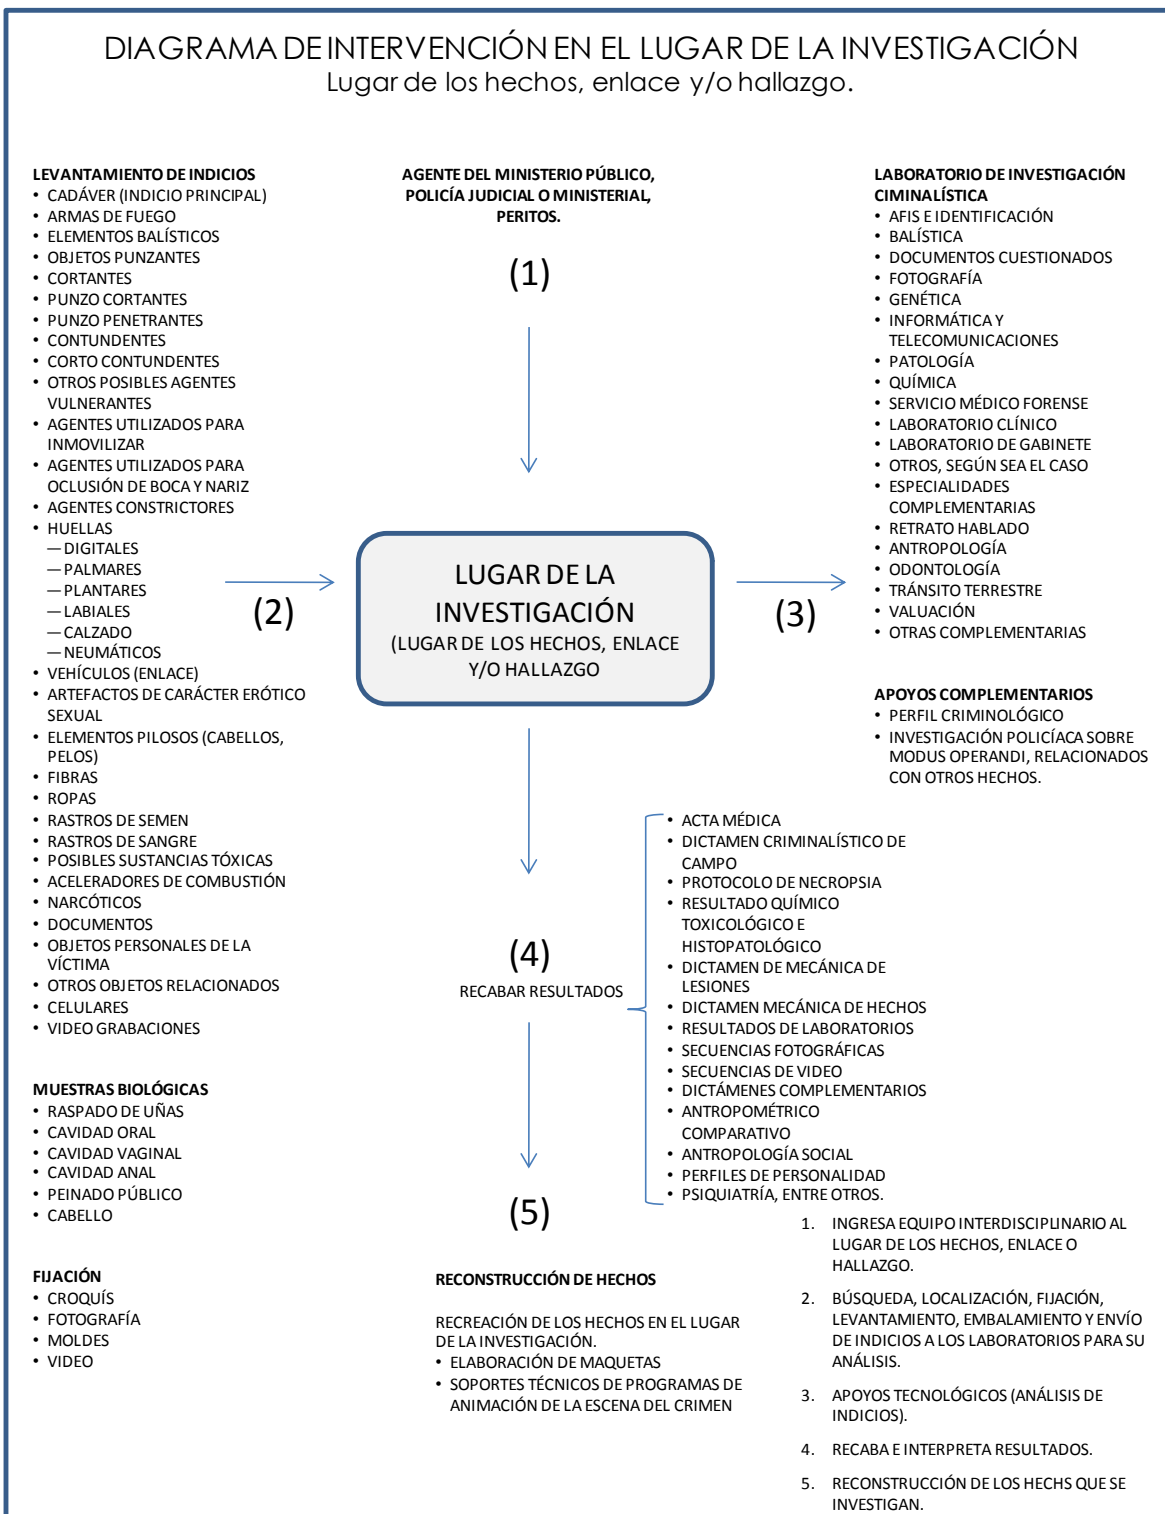 DIAGRAMA DE INTERVENCIÓN EN EL LUGAR DE LA INVESTIGACIÓN
Lugar de los hechos, enlace y/o hallazgo.
LEVANTAMIENTO DE INDICIOS
• CADÁVER (INDICIO PRINCIPAL)
• ARMAS DE FUEGO
• ELEMENTOS BALÍSTICOS
• OBJETOS PUNZANTES
• CORTANTES
• PUNZO CORTANTES
• PUNZO PENETRANTES
• CONTUNDENTES
• CORTO CONTUNDENTES
• OTROS POSIBLES AGENTES
VULNERANTES
• AGENTES UTILIZADOS PARA
INMOVILIZAR
• AGENTES UTILIZADOS PARA
OCLUSIÓN DE BOCA Y NARIZ
• AGENTES CONSTRICTORES
• HUELLAS
— DIGITALES
— PALMARES
— PLANTARES
— LABIALES
— CALZADO
— NEUMÁTICOS
• VEHÍCULOS (ENLACE)
• ARTEFACTOS DE CARÁCTER ERÓTICO
SEXUAL
• ELEMENTOS PILOSOS (CABELLOS,
PELOS)
• FIBRAS
• ROPAS
• RASTROS DE SEMEN
• RASTROS DE SANGRE
• POSIBLES SUSTANCIAS TÓXICAS
• ACELERADORES DE COMBUSTIÓN
• NARCÓTICOS
• DOCUMENTOS
• OBJETOS PERSONALES DE LA
VÍCTIMA
• OTROS OBJETOS RELACIONADOS
• CELULARES
• VIDEO GRABACIONES
MUESTRAS BIOLÓGICAS
• RASPADO DE UÑAS
• CAVIDAD ORAL
• CAVIDAD VAGINAL
• CAVIDAD ANAL
• PEINADO PÚBLICO
• CABELLO
FIJACIÓN
• CROQUÍS
• FOTOGRAFÍA
• MOLDES
• VIDEO
AGENTE DEL MINISTERIO PÚBLICO,
POLICÍA JUDICIAL O MINISTERIAL,
PERITOS.
(1)
(2)
LUGAR DE LA
INVESTIGACIÓN
(LUGAR DE LOS HECHOS, ENLACE
Y/O HALLAZGO
(3)
(4)
RECABAR RESULTADOS
• ACTA MÉDICA
• DICTAMEN CRIMINALÍSTICO DE
CAMPO
• PROTOCOLO DE NECROPSIA
• RESULTADO QUÍMICO
TOXICOLÓGICO E
HISTOPATOLÓGICO
• DICTAMEN DE MECÁNICA DE
LESIONES
• DICTAMEN MECÁNICA DE HECHOS
• RESULTADOS DE LABORATORIOS
• SECUENCIAS FOTOGRÁFICAS
• SECUENCIAS DE VIDEO
• DICTÁMENES COMPLEMENTARIOS
• ANTROPOMÉTRICO
COMPARATIVO
• ANTROPOLOGÍA SOCIAL
• PERFILES DE PERSONALIDAD
• PSIQUIATRÍA, ENTRE OTROS.
(5)
RECONSTRUCCIÓN DE HECHOS
RECREACIÓN DE LOS HECHOS EN EL LUGAR
DE LA INVESTIGACIÓN.
• ELABORACIÓN DE MAQUETAS
• SOPORTES TÉCNICOS DE PROGRAMAS DE
ANIMACIÓN DE LA ESCENA DEL CRIMEN
LABORATORIO DE INVESTIGACIÓN
CIMINALÍSTICA
• AFIS E IDENTIFICACIÓN
• BALÍSTICA
• DOCUMENTOS CUESTIONADOS
• FOTOGRAFÍA
• GENÉTICA
• INFORMÁTICA Y
TELECOMUNICACIONES
• PATOLOGÍA
• QUÍMICA
• SERVICIO MÉDICO FORENSE
• LABORATORIO CLÍNICO
• LABORATORIO DE GABINETE
• OTROS, SEGÚN SEA EL CASO
• ESPECIALIDADES
COMPLEMENTARIAS
• RETRATO HABLADO
• ANTROPOLOGÍA
• ODONTOLOGÍA
• TRÁNSITO TERRESTRE
• VALUACIÓN
• OTRAS COMPLEMENTARIAS
APOYOS COMPLEMENTARIOS
• PERFIL CRIMINOLÓGICO
• INVESTIGACIÓN POLICÍACA SOBRE
MODUS OPERANDI, RELACIONADOS
CON OTROS HECHOS.
1. INGRESA EQUIPO INTERDISCIPLINARIO AL
LUGAR DE LOS HECHOS, ENLACE O
HALLAZGO.
2. BÚSQUEDA, LOCALIZACIÓN, FIJACIÓN,
LEVANTAMIENTO, EMBALAMIENTO Y ENVÍO
DE INDICIOS A LOS LABORATORIOS PARA SU
ANÁLISIS.
3. APOYOS TECNOLÓGICOS (ANÁLISIS DE
INDICIOS).
4. RECABA E INTERPRETA RESULTADOS.
5. RECONSTRUCCIÓN DE LOS HECHS QUE SE
INVESTIGAN.